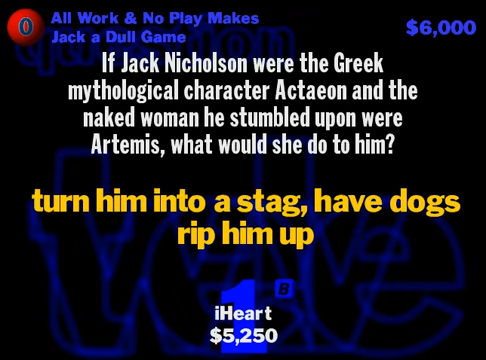 0
All Work & No Play Makes
Jack a Dull Game
$6,000
question
If Jack Nicholson were the Greek
mythological character Actaeon and the
naked woman he stumbled upon were
Artemis, what would she do to him?
turn him into a stag, have dogs
rip him up
twelve
1
B
iHeart
$5,250